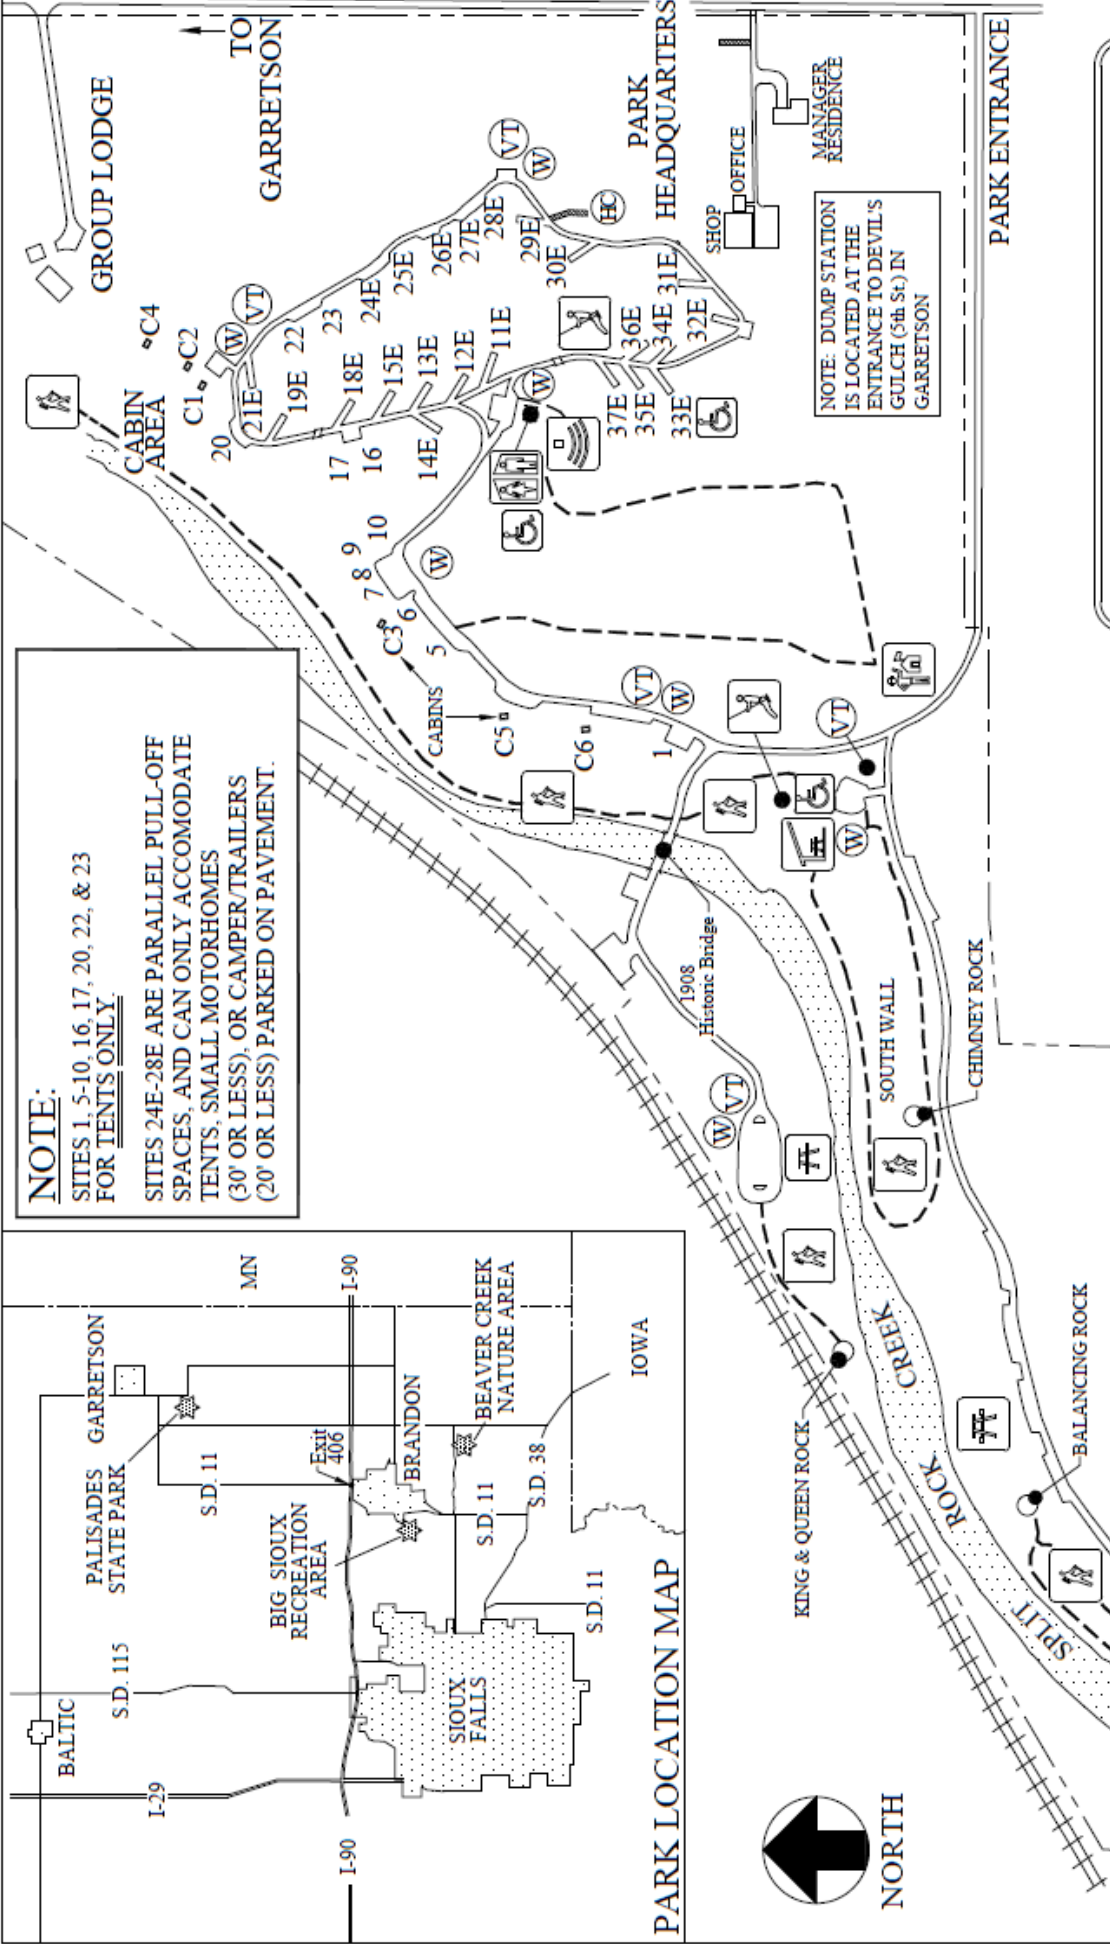 NOTE:
SITES 1, 5-10, 16, 17, 20, 22, & 23
FOR TENTS ONLY.
SITES 24E-28E ARE PARALLEL PULL-OFF
SPACES, AND CAN ONLY ACCOMODATE
TENTS, SMALL MOTORHOMES
(30' OR LESS), OR CAMPER/TRAILERS
(20' OR LESS) PARKED ON PAVEMENT.
PARK LOCATION MAP
BALTIC
I-29
S.D. 115
I-90
I-90
SIOUX
FALLS
PALISADES
STATE PARK
GARRETSON
S.D. 11
MN
BIG SIOUX
RECREATION
AREA
Exit
406
BRANDON
S.D. 11
BEAVER CREEK
NATURE AREA
S.D. 38
S.D. 11
IOWA
NORTH
TO
GARRETSON
GROUP LODGE
CABIN
AREA
C4
C2
C1
W
VT
20
21E
19E
22
23
24E
25E
26E
27E
28E
VT
W
29E
30E
HC
31E
32E
18E
17
16
15E
13E
14E
12E
11E
W
36E
34E
37E
35E
33E
10
9
8
7
6
5
W
C3
CABINS
C5
C6
1
VT
W
PARK
HEADQUARTERS
SHOP
OFFICE
MANAGER
RESIDENCE
NOTE: DUMP STATION
IS LOCATED AT THE
ENTRANCE TO DEVIL'S
GULCH (5th St.) IN
GARRETSON
PARK ENTRANCE
VT
W
1908
Historic Bridge
W
VT
SOUTH WALL
CHIMNEY ROCK
KING & QUEEN ROCK
BALANCING ROCK
SPLIT
ROCK
CREEK